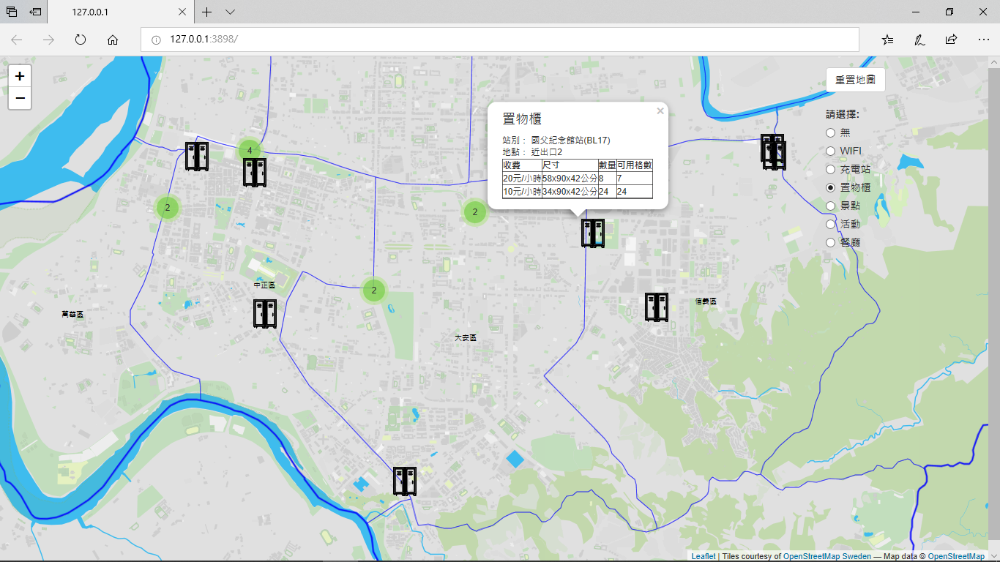 127.0.0.1
127.0.0.1:3898/
+
−
重置地圖
請選擇:
無
WIFI
充電站
置物櫃
景點
活動
餐廳
置物櫃
×
站別： 國父紀念館站(BL17)
地點： 近出口2
收費 尺寸 數量 可用格數
20元/小時 58x90x42公分 8 7
10元/小時 34x90x42公分 24 24
4
2
2
2
中正區
萬華區
大安區
信義區
Leaflet | Tiles courtesy of OpenStreetMap Sweden — Map data © OpenStreetMap